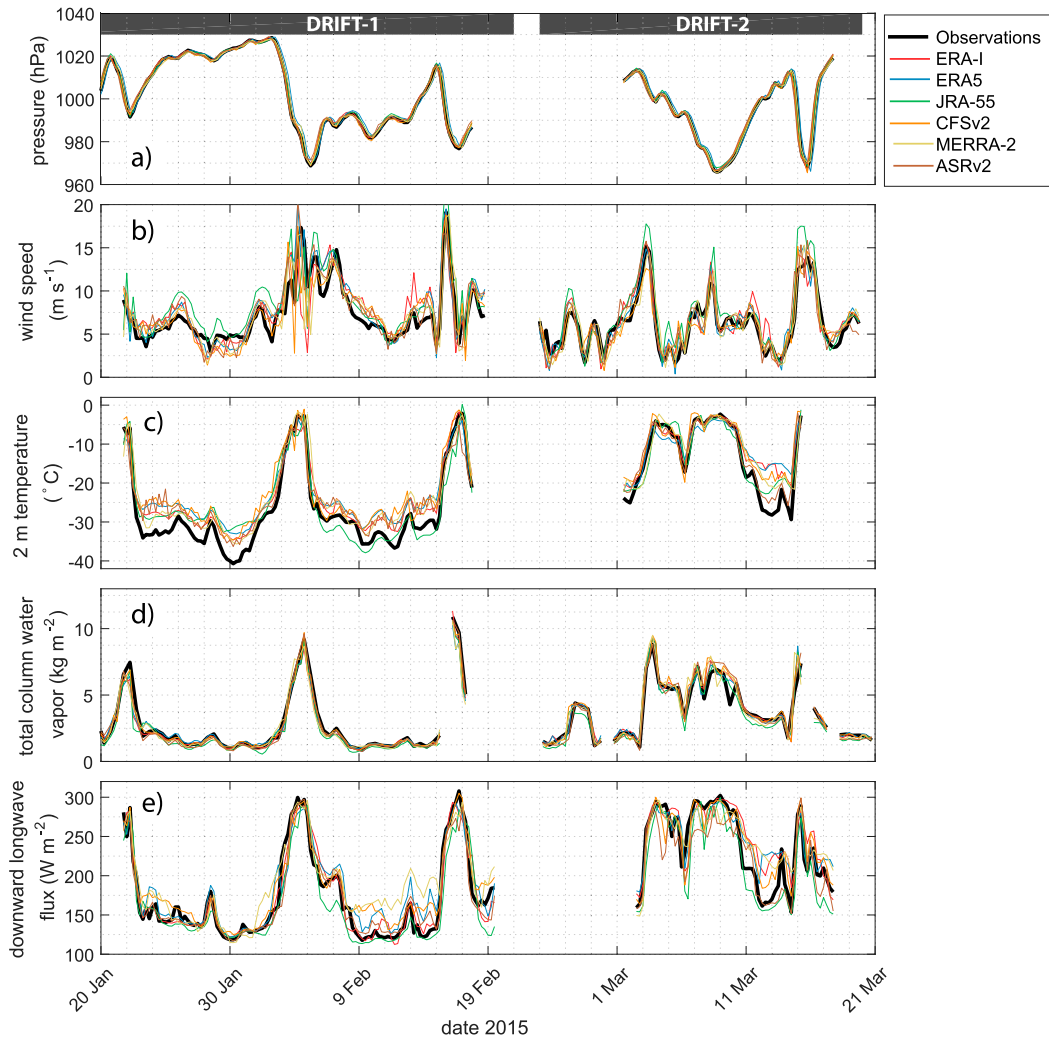 DRIFT-1
DRIFT-2
1040
1020
1000
980
960
pressure (hPa)
a)
Observations
ERA-I
ERA5
JRA-55
CFSv2
MERRA-2
ASRv2
20
15
10
5
0
wind speed
(m s⁻¹)
b)
0
-10
-20
-30
-40
2 m temperature
(°C)
c)
10
5
0
total column water
vapor (kg m⁻²)
d)
300
250
200
150
100
downward longwave
flux (W m⁻²)
e)
20 Jan
30 Jan
9 Feb
19 Feb
1 Mar
11 Mar
21 Mar
date 2015